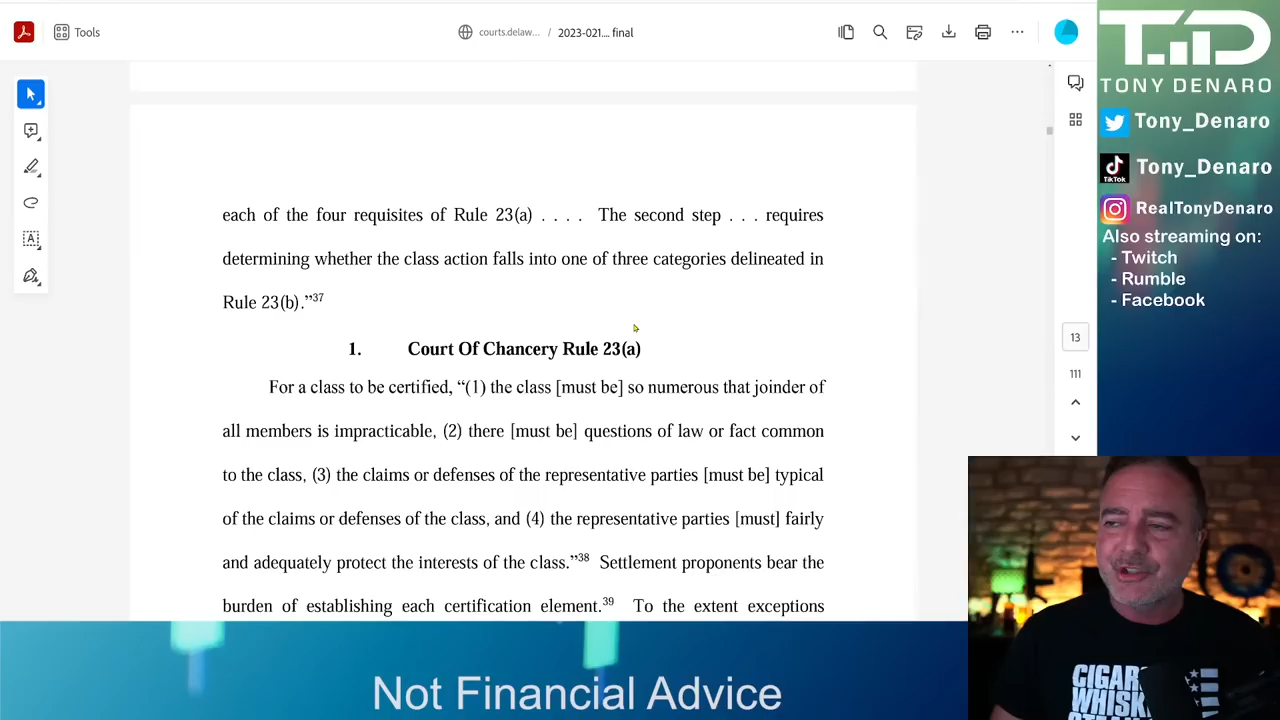 Tools
courts.delaw... / 2023-021.... final
each of the four requisites of Rule 23(a) . . . . The second step . . . requires
determining whether the class action falls into one of three categories delineated in
Rule 23(b).”37
1. Court Of Chancery Rule 23(a)
For a class to be certified, “(1) the class [must be] so numerous that joinder of
all members is impracticable, (2) there [must be] questions of law or fact common
to the class, (3) the claims or defenses of the representative parties [must be] typical
of the claims or defenses of the class, and (4) the representative parties [must] fairly
and adequately protect the interests of the class.”38 Settlement proponents bear the
burden of establishing each certification element.39 To the extent exceptions
13
111
TD
TONY DENARO
Tony_Denaro
TikTok
Tony_Denaro
RealTonyDenaro
Also streaming on:
- Twitch
- Rumble
- Facebook
Not Financial Advice